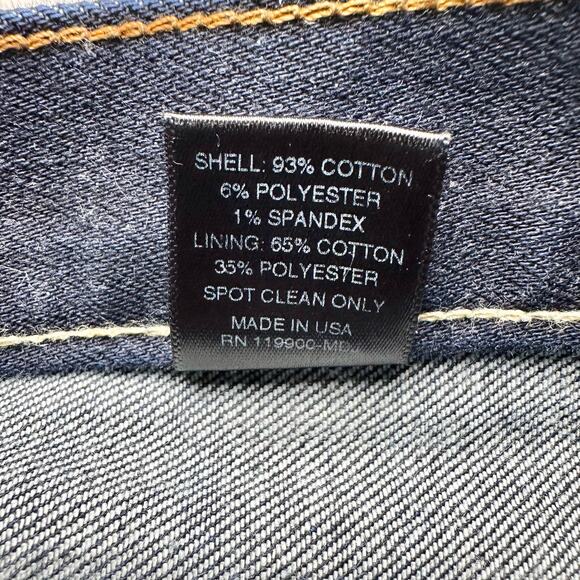 SHELL: 93% COTTON
6% POLYESTER
1% SPANDEX
LINING: 65% COTTON
35% POLYESTER
SPOT CLEAN ONLY
MADE IN USA
RN 119900